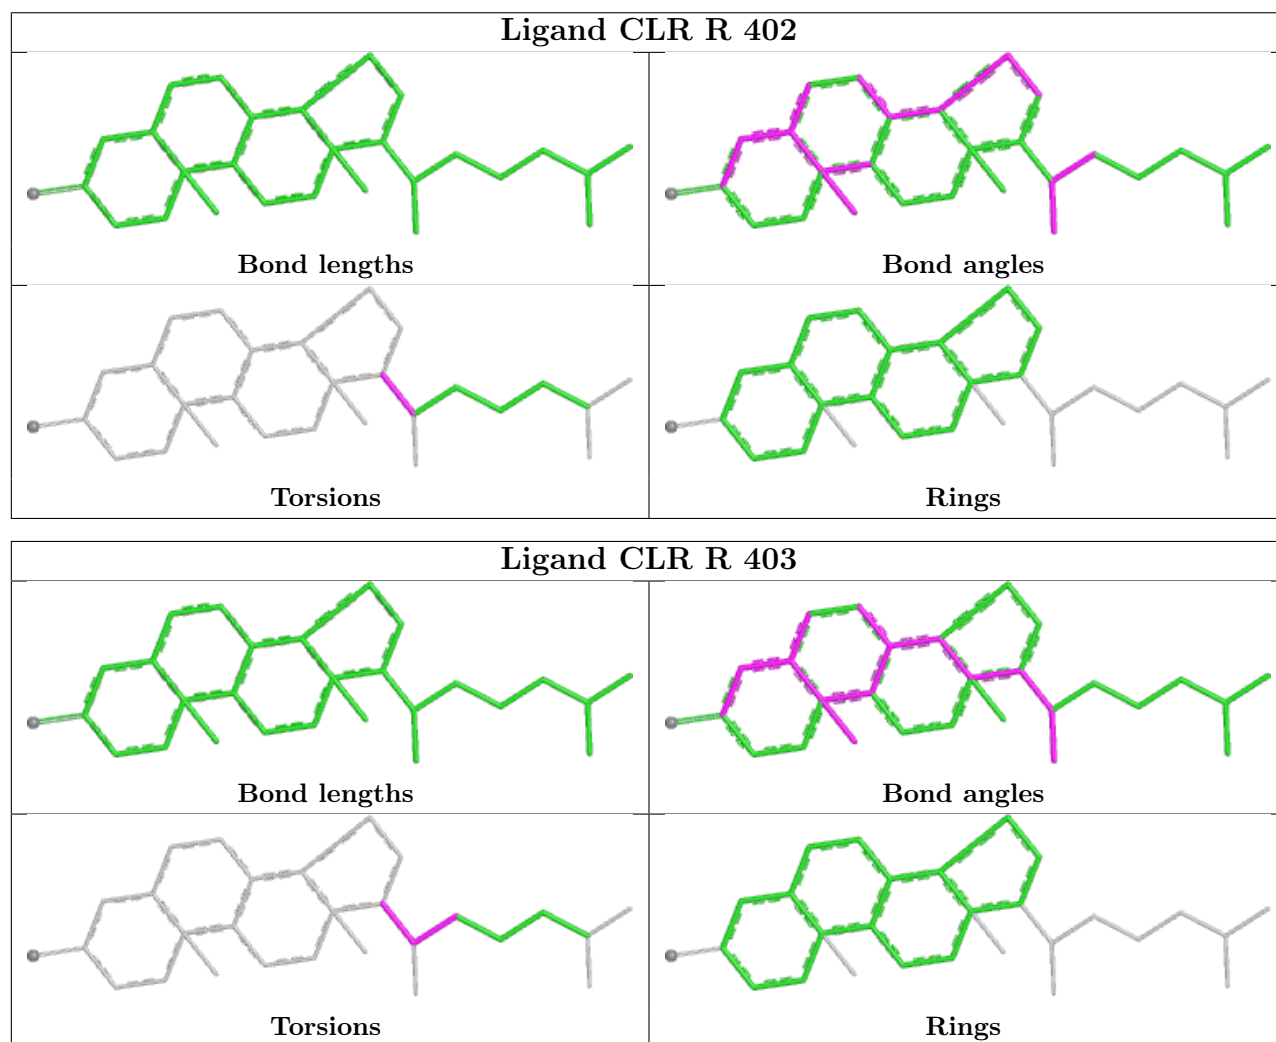 Ligand CLR R 402
Bond lengths
Bond angles
Torsions
Rings
Ligand CLR R 403
Bond lengths
Bond angles
Torsions
Rings